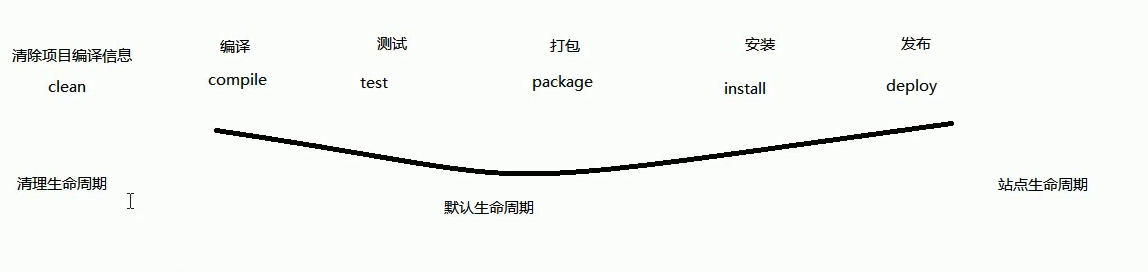 清除项目编译信息
clean
编译
compile
测试
test
打包
package
安装
install
发布
deploy
清理生命周期
默认生命周期
站点生命周期